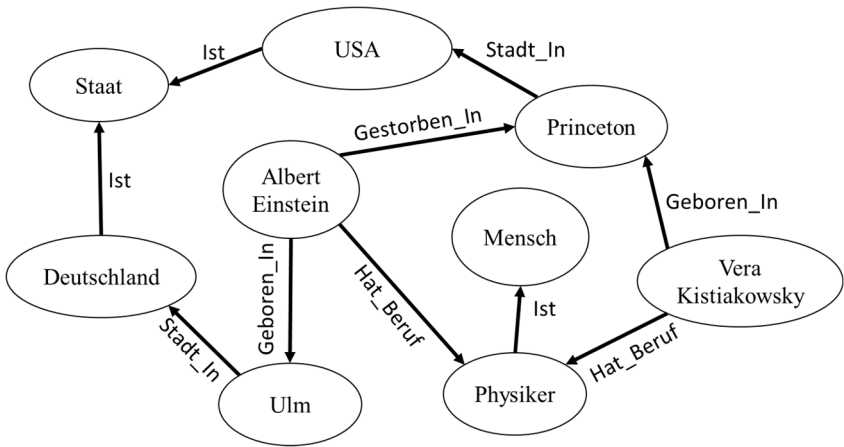 Ist
USA
Stadt_In
Staat
Gestorben_In
Princeton
Albert
Einstein
Ist
Geboren_In
Mensch
Deutschland
Geboren_In
Hat_Beruf
Vera
Kistiakowsky
Ist
Stadt_In
Hat_Beruf
Ulm
Physiker